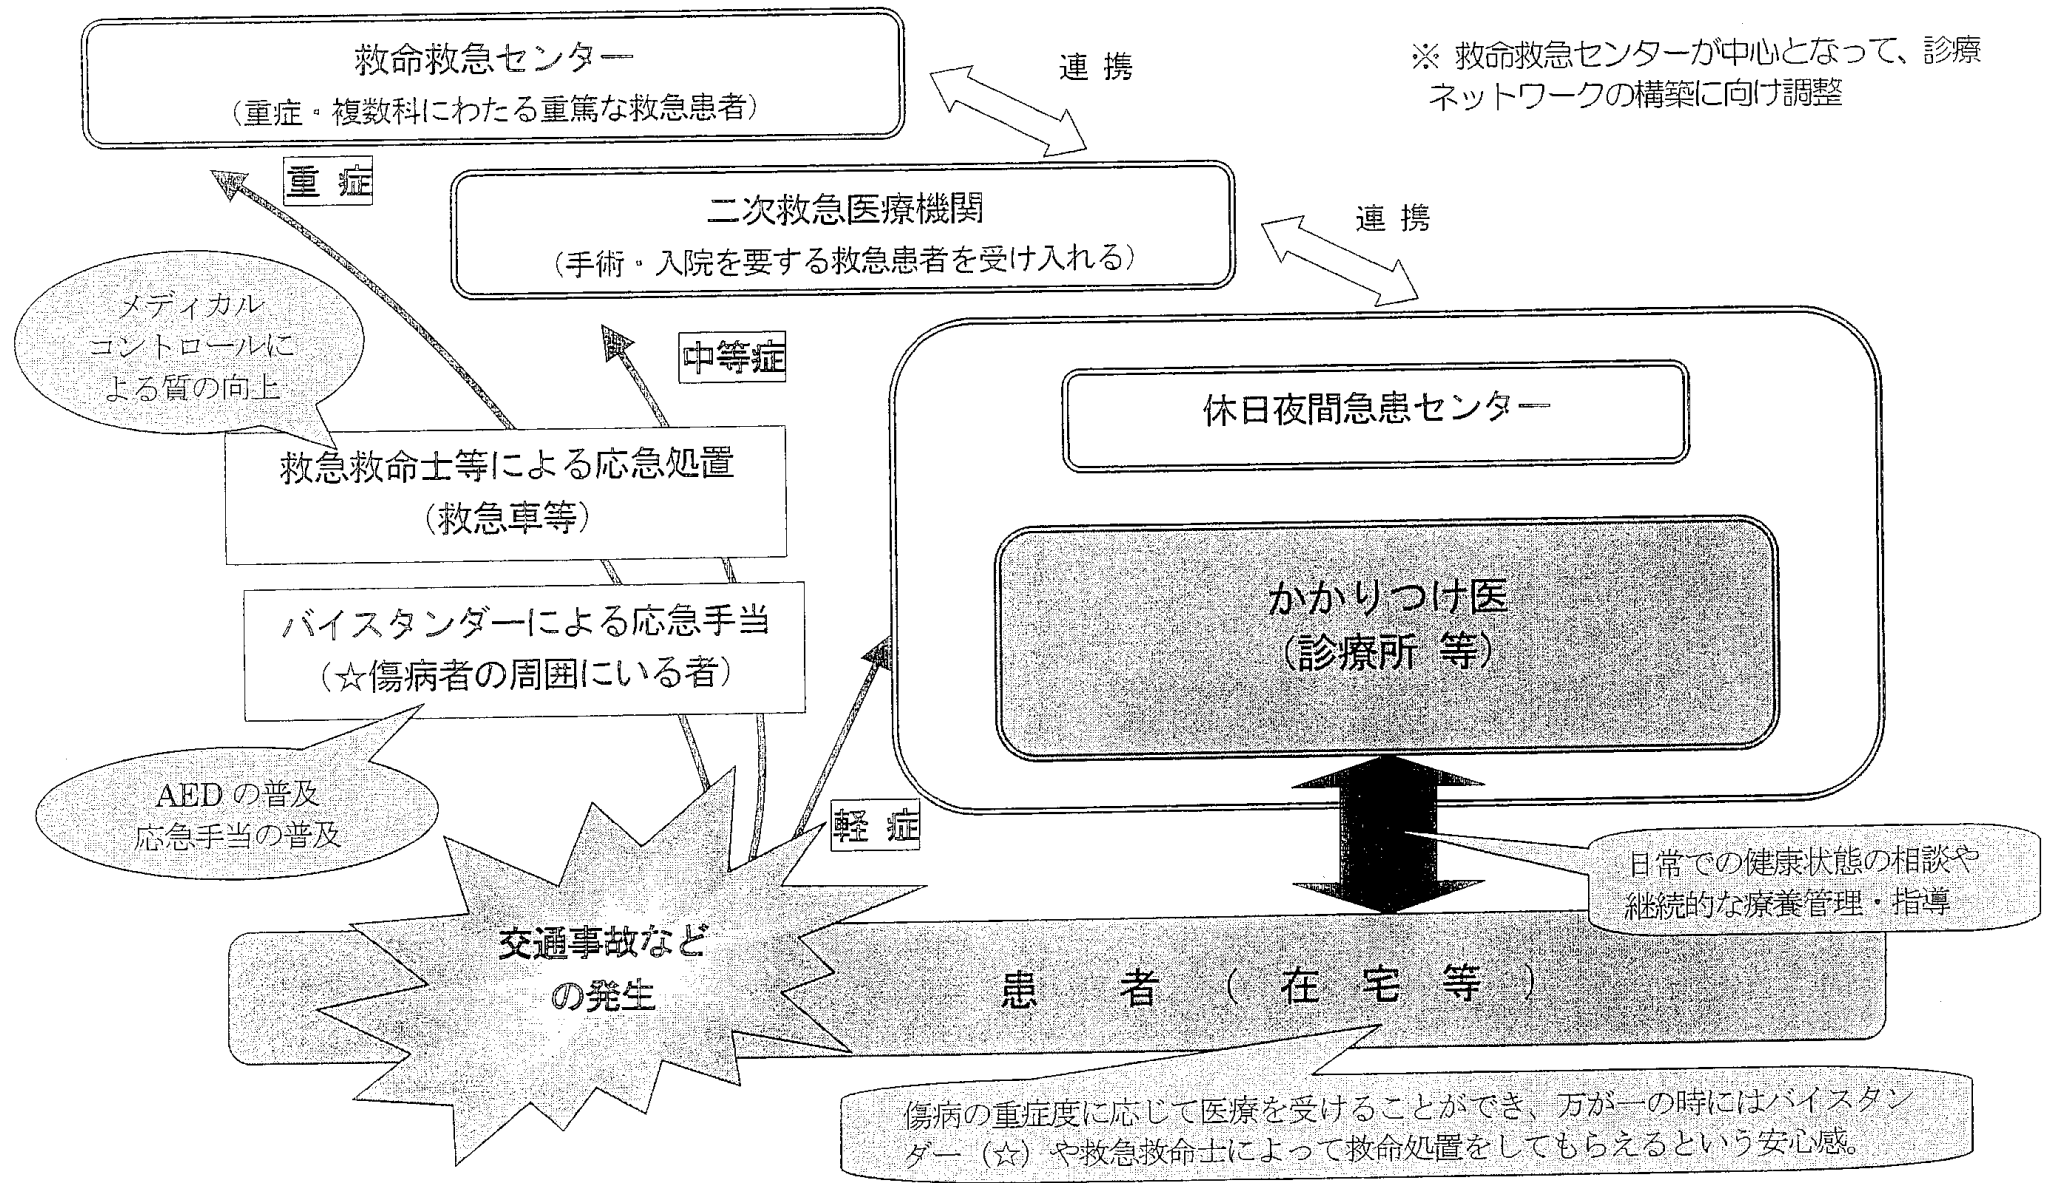 救命救急センター
（重症・複数科にわたる重篤な救急患者）
連 携
※ 救命救急センターが中心となって、診療
ネットワークの構築に向け調整
重 症
二次救急医療機関
（手術・入院を要する救急患者を受け入れる）
連 携
メディカル
コントロールに
よる質の向上
中等症
休日夜間急患センター
救急救命士等による応急処置
（救急車等）
かかりつけ医
（診療所 等）
バイスタンダーによる応急手当
（☆傷病者の周囲にいる者）
AED の普及
応急手当の普及
軽 症
日常での健康状態の相談や
継続的な療養管理・指導
交通事故など
の発生
患 者（在 宅 等）
傷病の重症度に応じて医療を受けることができ、万が一の時にはバイスタン
ダー（☆）や救急救命士によって救命処置をしてもらえるという安心感。